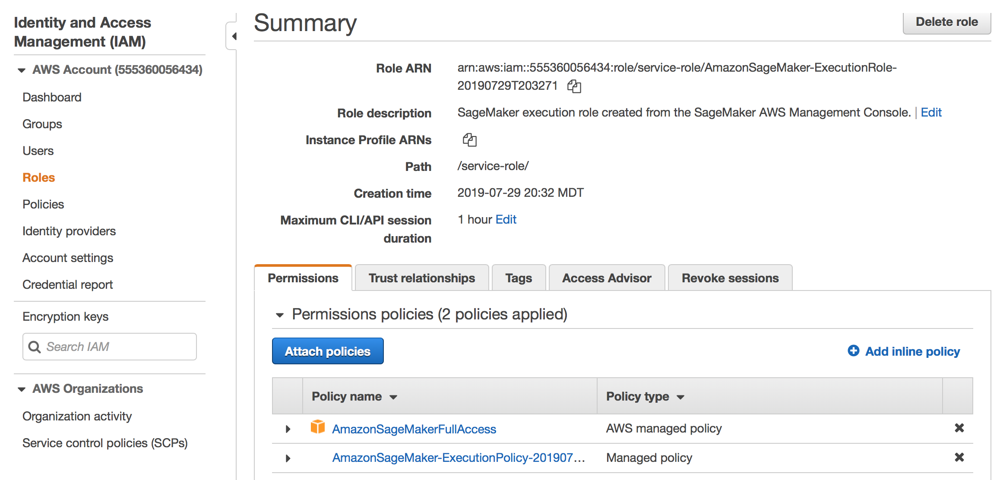 Identity and Access
Management (IAM)
AWS Account (555360056434)
Dashboard
Groups
Users
Roles
Policies
Identity providers
Account settings
Credential report
Encryption keys
Search IAM
AWS Organizations
Organization activity
Service control policies (SCPs)
Summary
Delete role
Role ARN arn:aws:iam::555360056434:role/service-role/AmazonSageMaker-ExecutionRole-
20190729T203271
Role description SageMaker execution role created from the SageMaker AWS Management Console. | Edit
Instance Profile ARNs
Path /service-role/
Creation time 2019-07-29 20:32 MDT
Maximum CLI/API session 1 hour Edit
duration
Permissions Trust relationships Tags Access Advisor Revoke sessions
Permissions policies (2 policies applied)
Attach policies Add inline policy
Policy name Policy type
AmazonSageMakerFullAccess AWS managed policy
AmazonSageMaker-ExecutionPolicy-201907... Managed policy